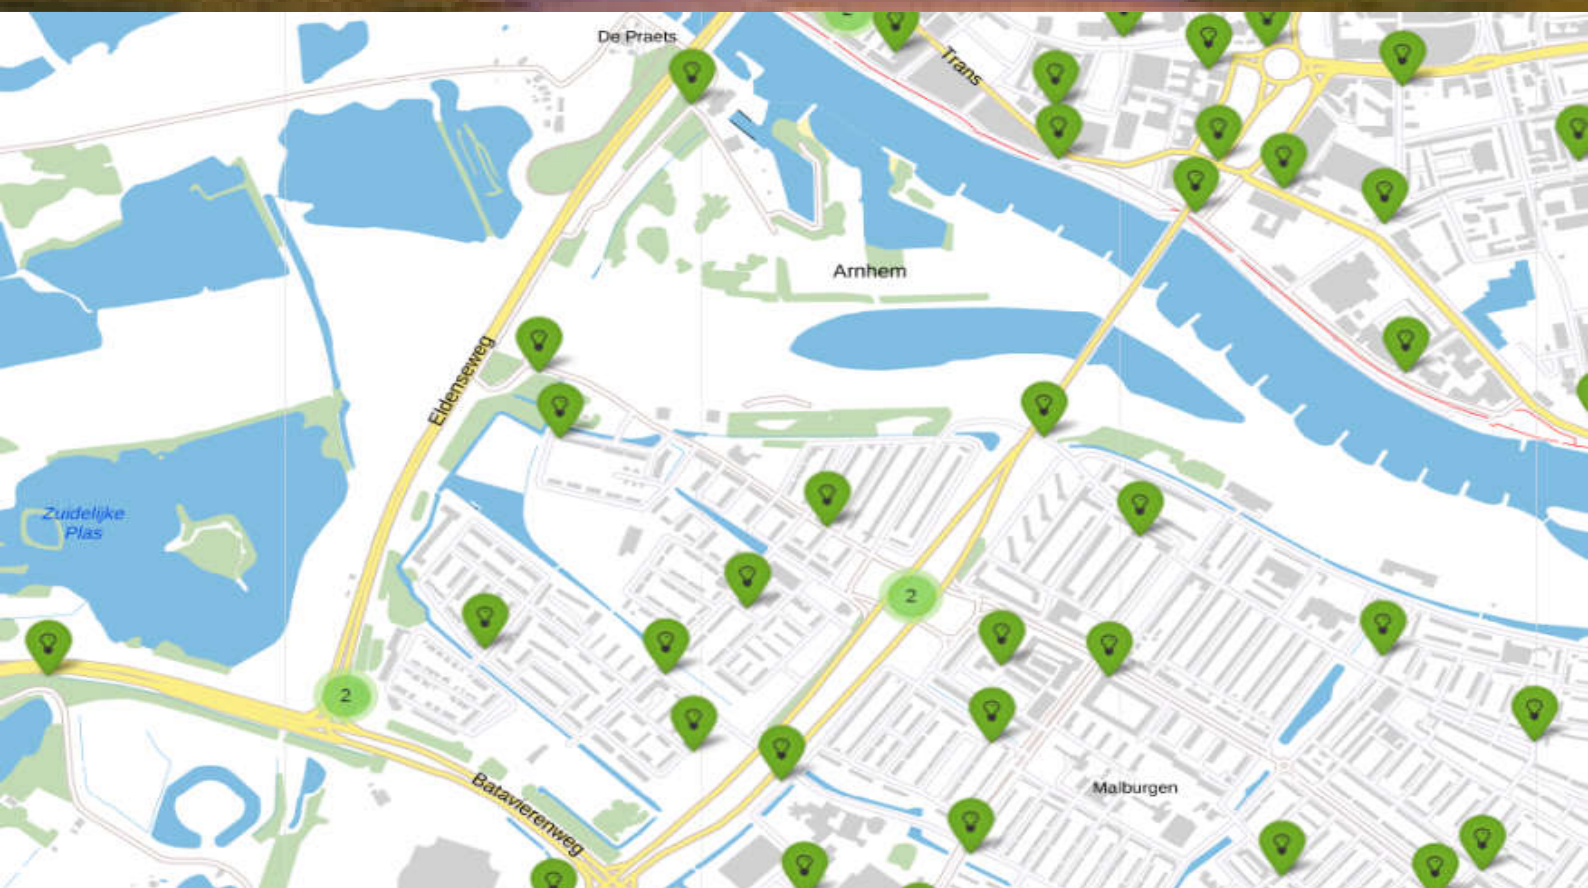 De Praets
Trans
Arnhem
Eldenseweg
Zuidelijke
Plas
2
2
Malburgen
Batavierenweg